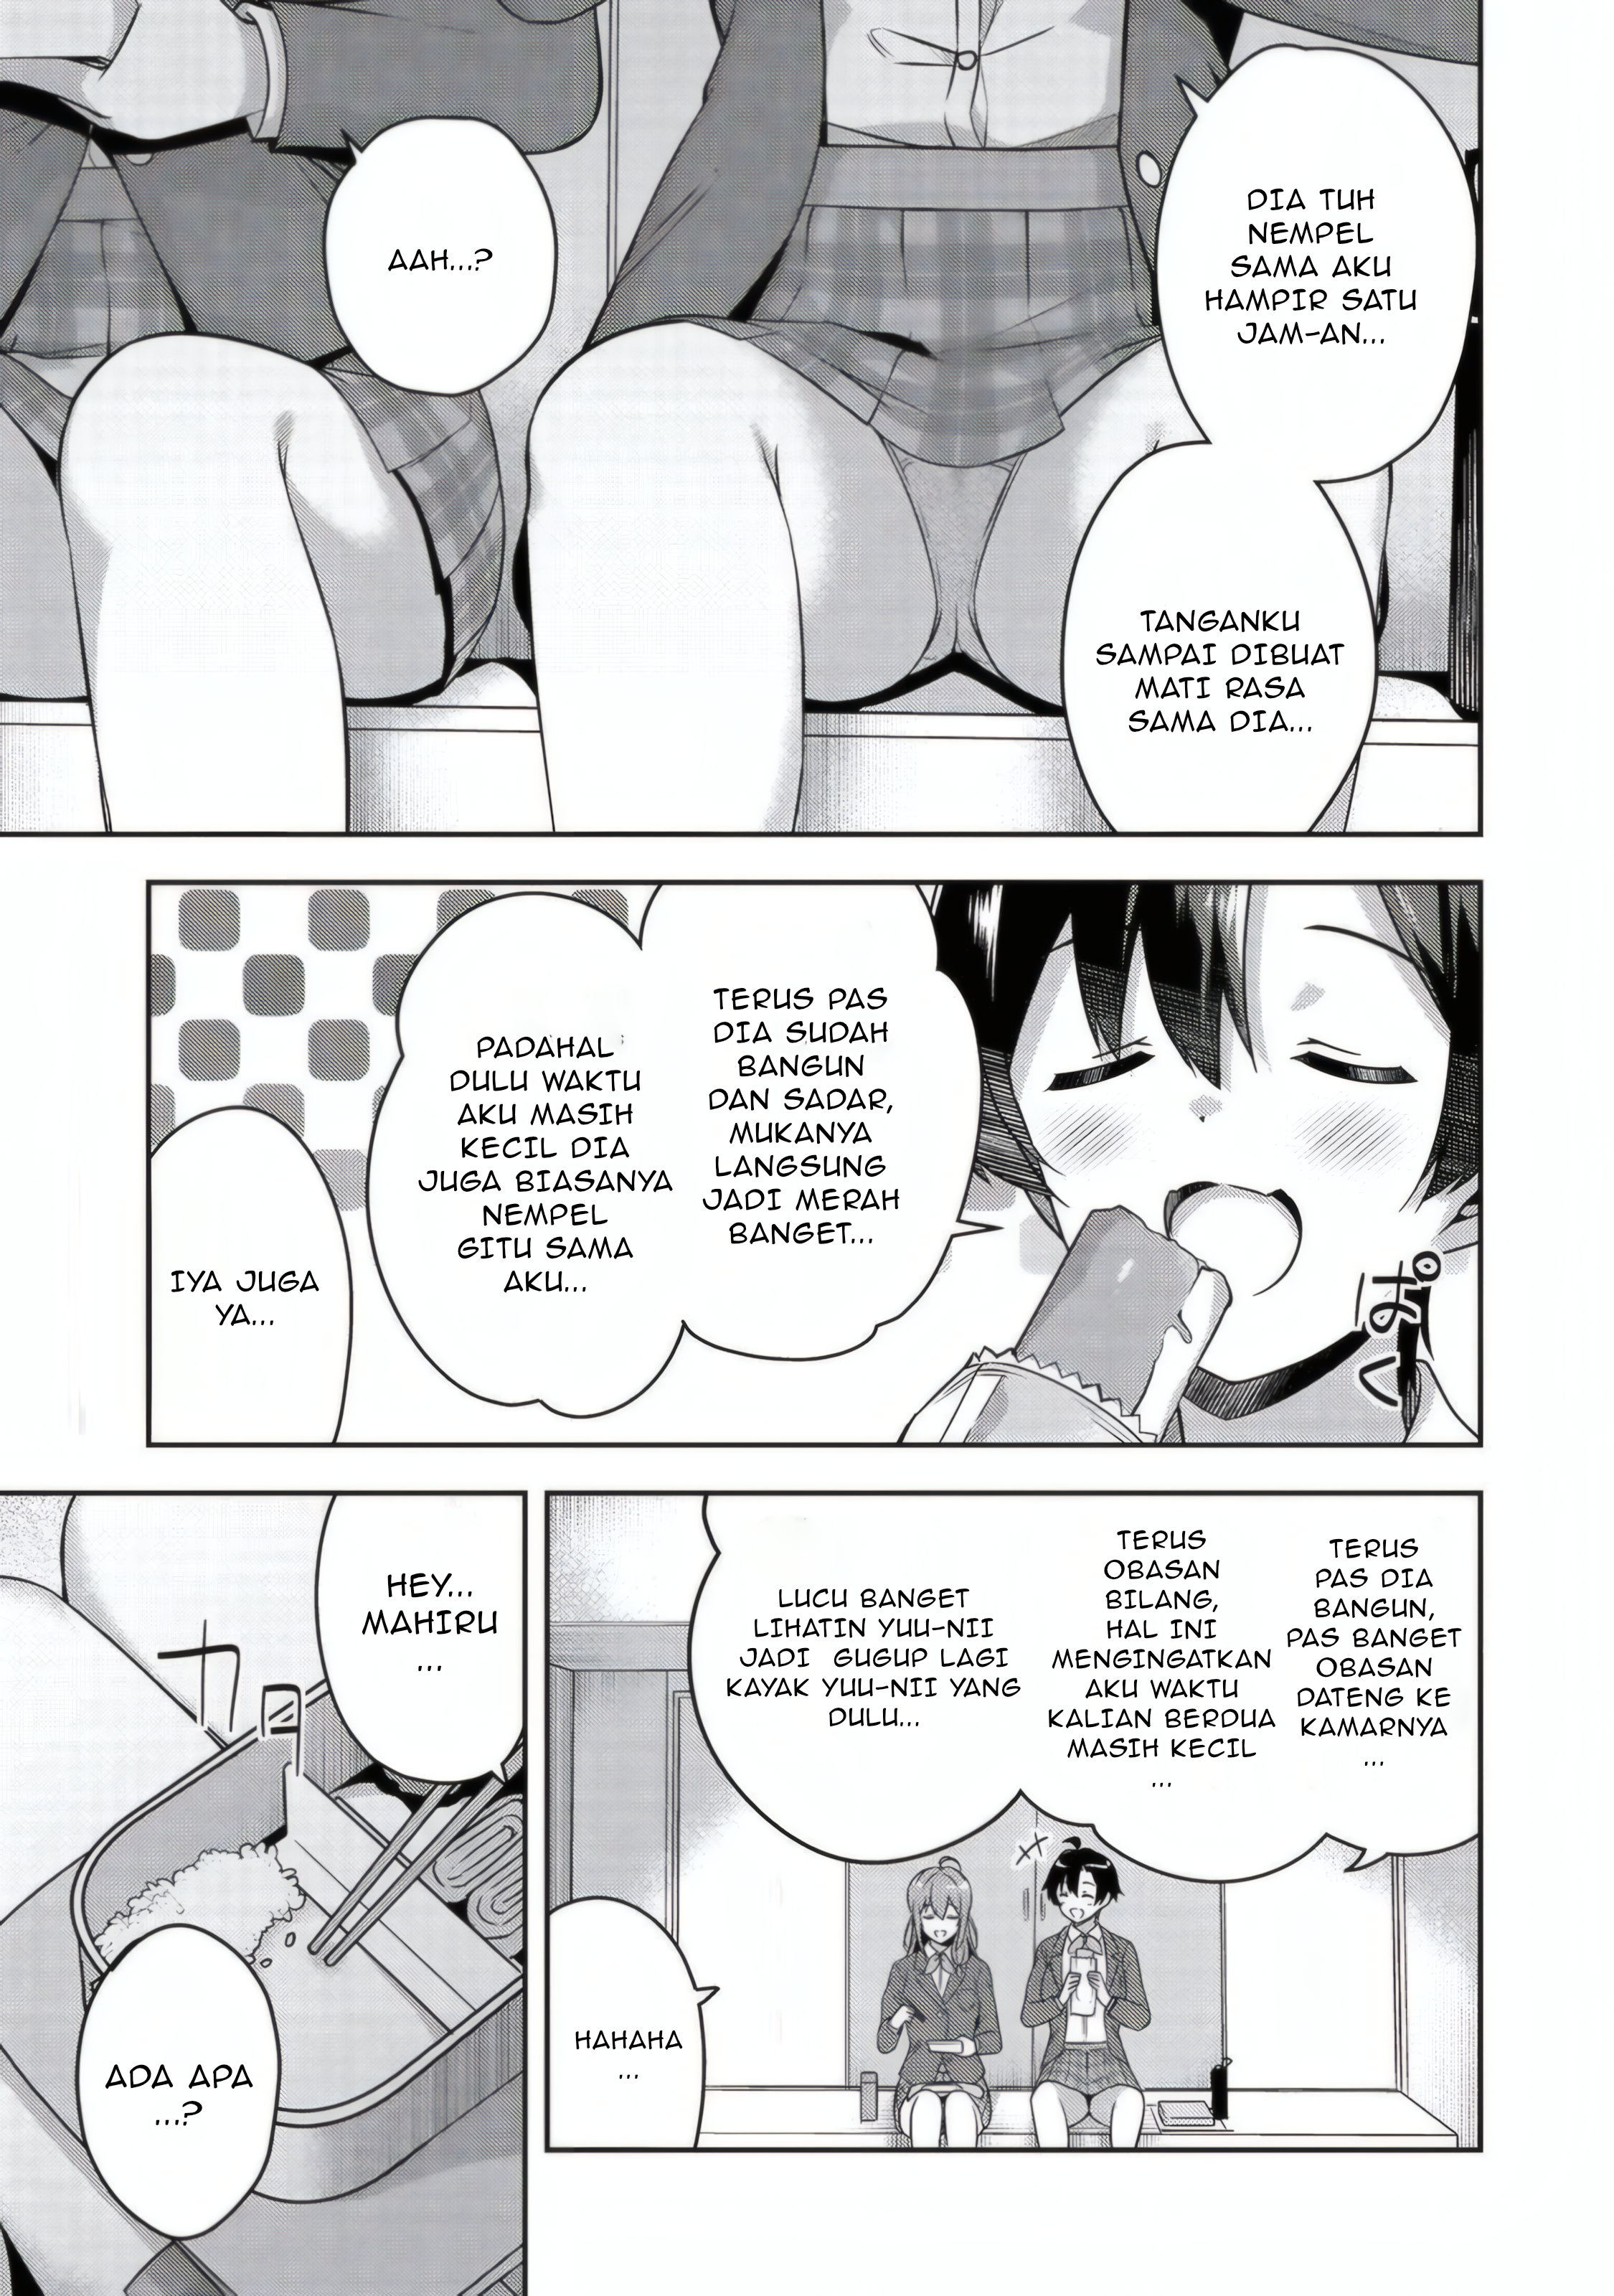 DIA TUH
NEMPEL
SAMA AKU
HAMPIR SATU
JAM-AN...
AAH...?
TANGANKU
SAMPAI DIBUAT
MATI RASA
SAMA DIA...
TERUS PAS
DIA SUDAH
BANGUN
DAN SADAR,
MUKANYA
LANGSUNG
JADI MERAH
BANGET...
PADAHAL
DULU WAKTU
AKU MASIH
KECIL DIA
JUGA BIASANYA
NEMPEL
GITU SAMA
AKU...
IYA JUGA
YA...
ぱく
TERUS
PAS DIA
BANGUN,
PAS BANGET
OBASAN
DATENG KE
KAMARNYA
...
TERUS
OBASAN
BILANG,
HAL INI
MENGINGATKAN
AKU WAKTU
KALIAN BERDUA
MASIH KECIL
...
LUCU BANGET
LIHATIN YUU-NII
JADI GUGUP LAGI
KAYAK YUU-NII YANG
DULU...
HAHAHA
...
HEY...
MAHIRU
...
カタ
ADA APA
...?